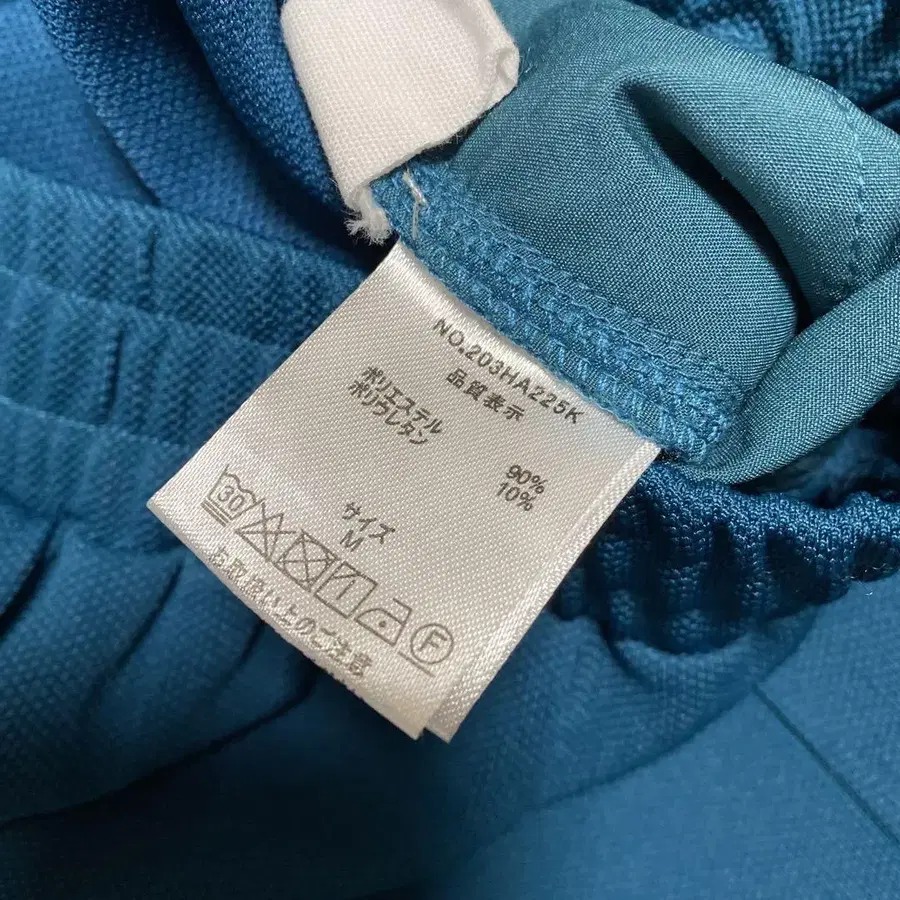 NO.203HA225K
品質表示
ポリエステル 90%
ポリウレタン 10%
サイズ
M
30 F
お取扱い上のご注意